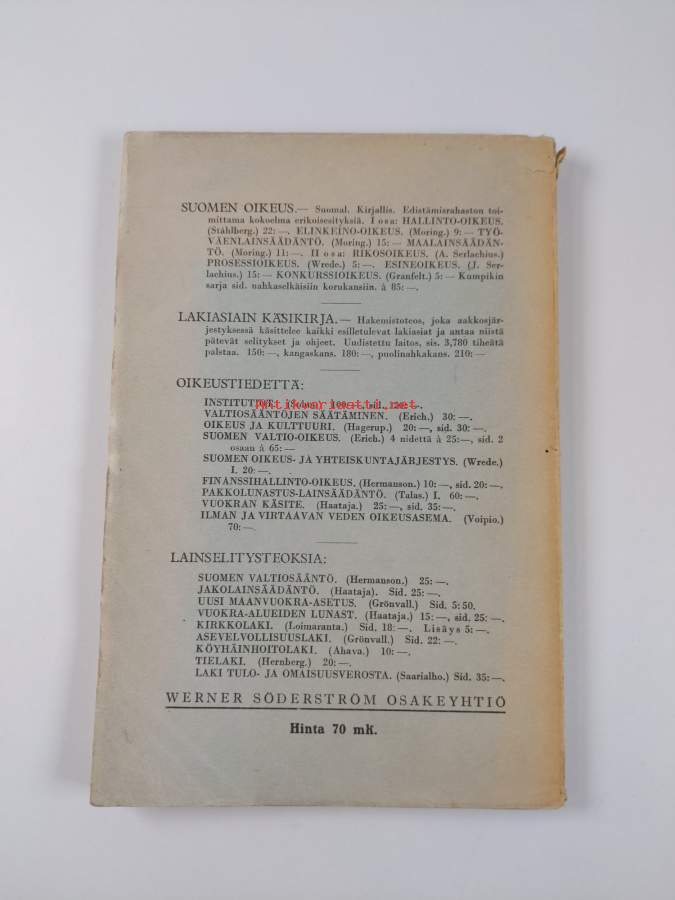 SUOMEN OIKEUS.— Suomal. Kirjallis. Edistämisrahaston toi-
mittama kokoelma erikoisesityksiä. I osa: HALLINTO-OIKEUS.
(Ståhlberg.) 22: —, ELINKEINO-OIKEUS. (Moring.) 9: — TYÖ-
VÄENLAINSÄÄDÄNTÖ. (Moring.) 15: — MAALAINSÄÄDÄN-
TÖ. (Moring.) 11: —. II osa: RIKOSOIKEUS. (A. Serlachius.)
PROSESSIOIKEUS. (Wrede.) 5: —. ESINEOIKEUS. (J. Ser-
lachius.) 15: — KONKURSSIOIKEUS. (Granfelt.) 5: — Kumpikin
sarja sid. nahkaselkäisiin korukansiin. à 85: —.
LAKIASIAIN KÄSIKIRJA. — Hakemistoteos, joka aakkosjär-
jestyksessä käsittelee kaikki esilletulevat lakiasiat ja antaa niistä
pätevät selitykset ja ohjeet. Uudistettu laitos, sis. 3,780 tiheätä
palstaa. 150: —, kangaskans. 180: —, puolinahkakans. 210: —
OIKEUSTIEDETTÄ:
Antikvariaatti.net
VALTIOSÄÄNTÖJEN SÄÄTÄMINEN. (Erich.) 30: —.
OIKEUS JA KULTTUURI. (Hagerup.) 20: —, sid. 30: —.
SUOMEN VALTIO-OIKEUS. (Erich.) 4 nidettä à 25: —, sid. 2
osaan à 65: —
SUOMEN OIKEUS- JA YHTEISKUNTAJÄRJESTYS. (Wrede.)
I. 20: —.
FINANSSIHALLINTO-OIKEUS. (Hermanson.) 10: —, sid. 20: —.
PAKKOLUNASTUS-LAINSÄÄDÄNTÖ. (Talas.) I. 60: —.
VUOKRAN KÄSITE. (Haataja.) 25: —, sid. 35: —.
ILMAN JA VIRTAAVAN VEDEN OIKEUSASEMA. (Voipio.)
70: —.
LAINSELITYSTEOKSIA:
SUOMEN VALTIOSÄÄNTÖ. (Hermanson.) 25: —.
JAKOLAINSÄÄDÄNTÖ. (Haataja). Sid. 25: —.
UUSI MAANVUOKRA-ASETUS. (Grönvall.) Sid. 5: 50.
VUOKRA-ALUEIDEN LUNAST. (Haataja.) 15: —, sid. 25: —.
KIRKKOLAKI. (Loimaranta.) Sid. 18: —. Lisäys 5: —.
ASEVELVOLLISUUSLAKI. (Grönvall.) Sid. 22: —.
KÖYHÄINHOITOLAKI. (Ahava.) 10: —.
TIELAKI. (Hernberg.) 20: —.
LAKI TULO- JA OMAISUUSVEROSTA. (Saarialho.) Sid. 35: —.
WERNER SÖDERSTRÖM OSAKEYHTIÖ
Hinta 70 mk.